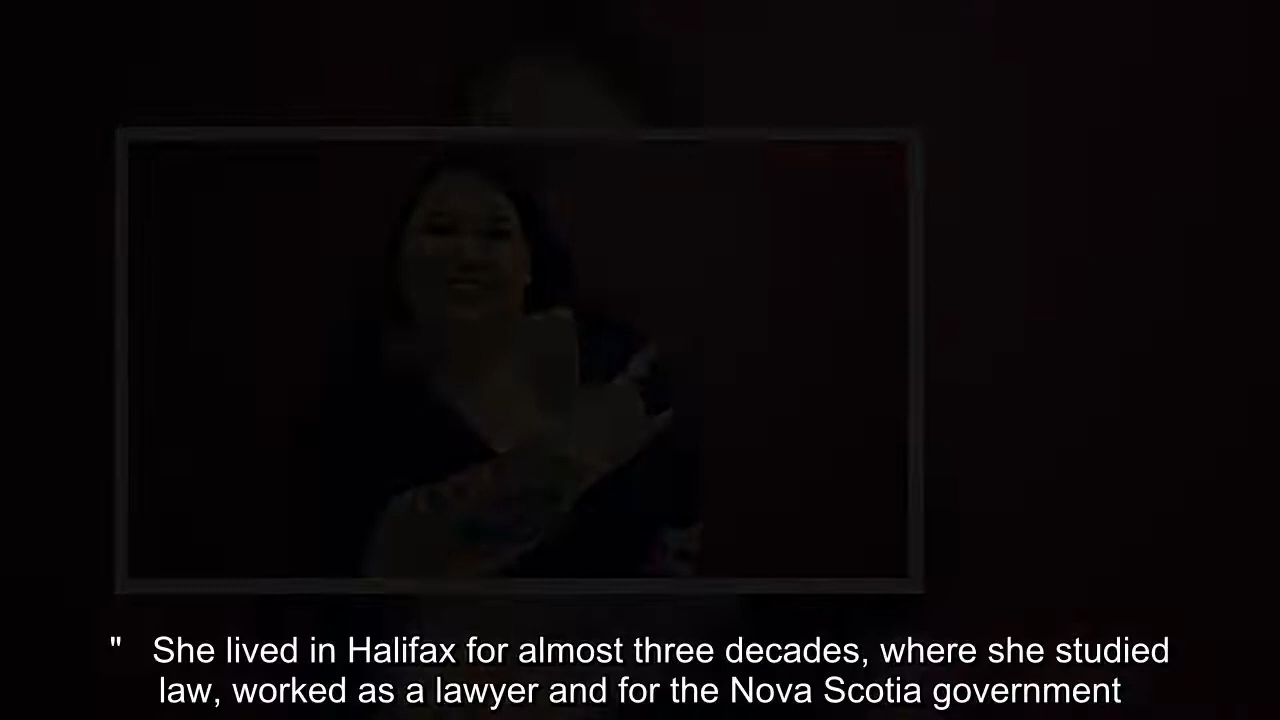 "   She lived in Halifax for almost three decades, where she studied
law, worked as a lawyer and for the Nova Scotia government